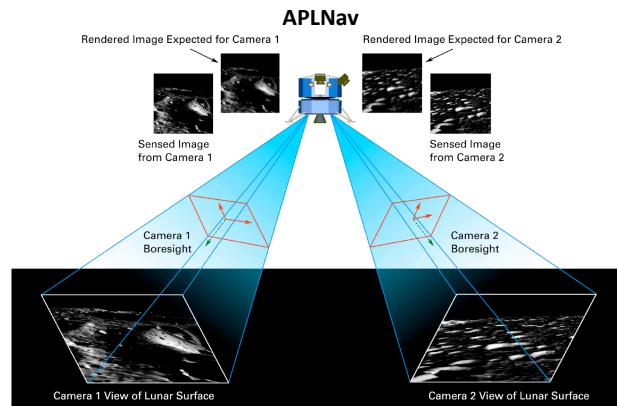 APLNav
Rendered Image Expected for Camera 1
Rendered Image Expected for Camera 2
Sensed Image
from Camera 1
Sensed Image
from Camera 2
Camera 1
Boresight
Camera 2
Boresight
Camera 1 View of Lunar Surface
Camera 2 View of Lunar Surface